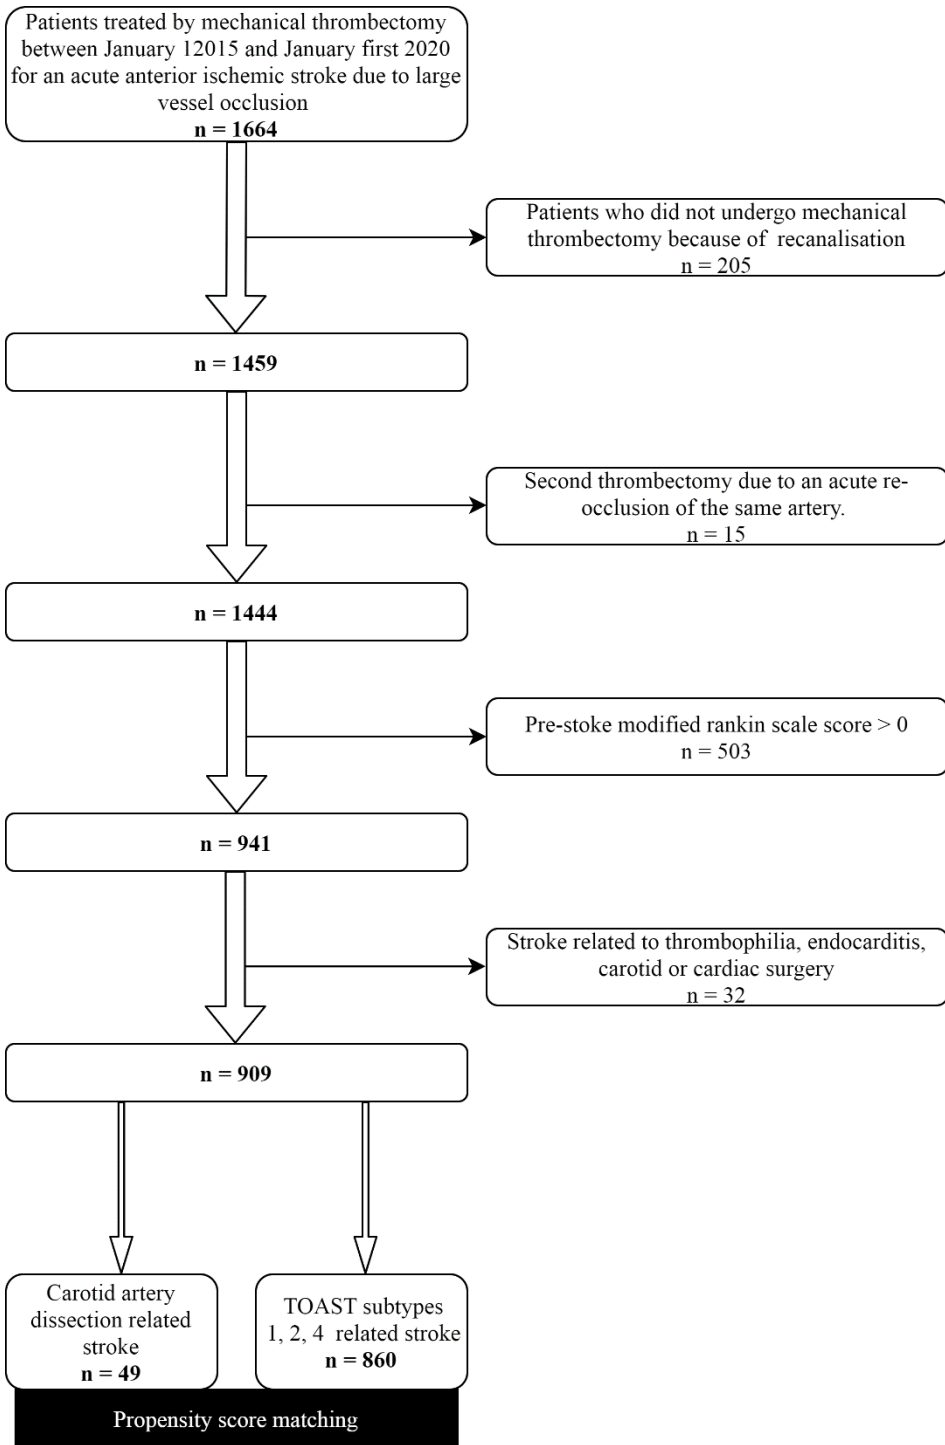 Patients treated by mechanical thrombectomy
between January 12015 and January first 2020
for an acute anterior ischemic stroke due to large
vessel occlusion
n = 1664
Patients who did not undergo mechanical
thrombectomy because of recanalisation
n = 205
n = 1459
Second thrombectomy due to an acute re-
occlusion of the same artery.
n = 15
n = 1444
Pre-stoke modified rankin scale score > 0
n = 503
n = 941
Stroke related to thrombophilia, endocarditis,
carotid or cardiac surgery
n = 32
n = 909
Carotid artery
dissection related
stroke
n = 49
TOAST subtypes
1, 2, 4 related stroke
n = 860
Propensity score matching